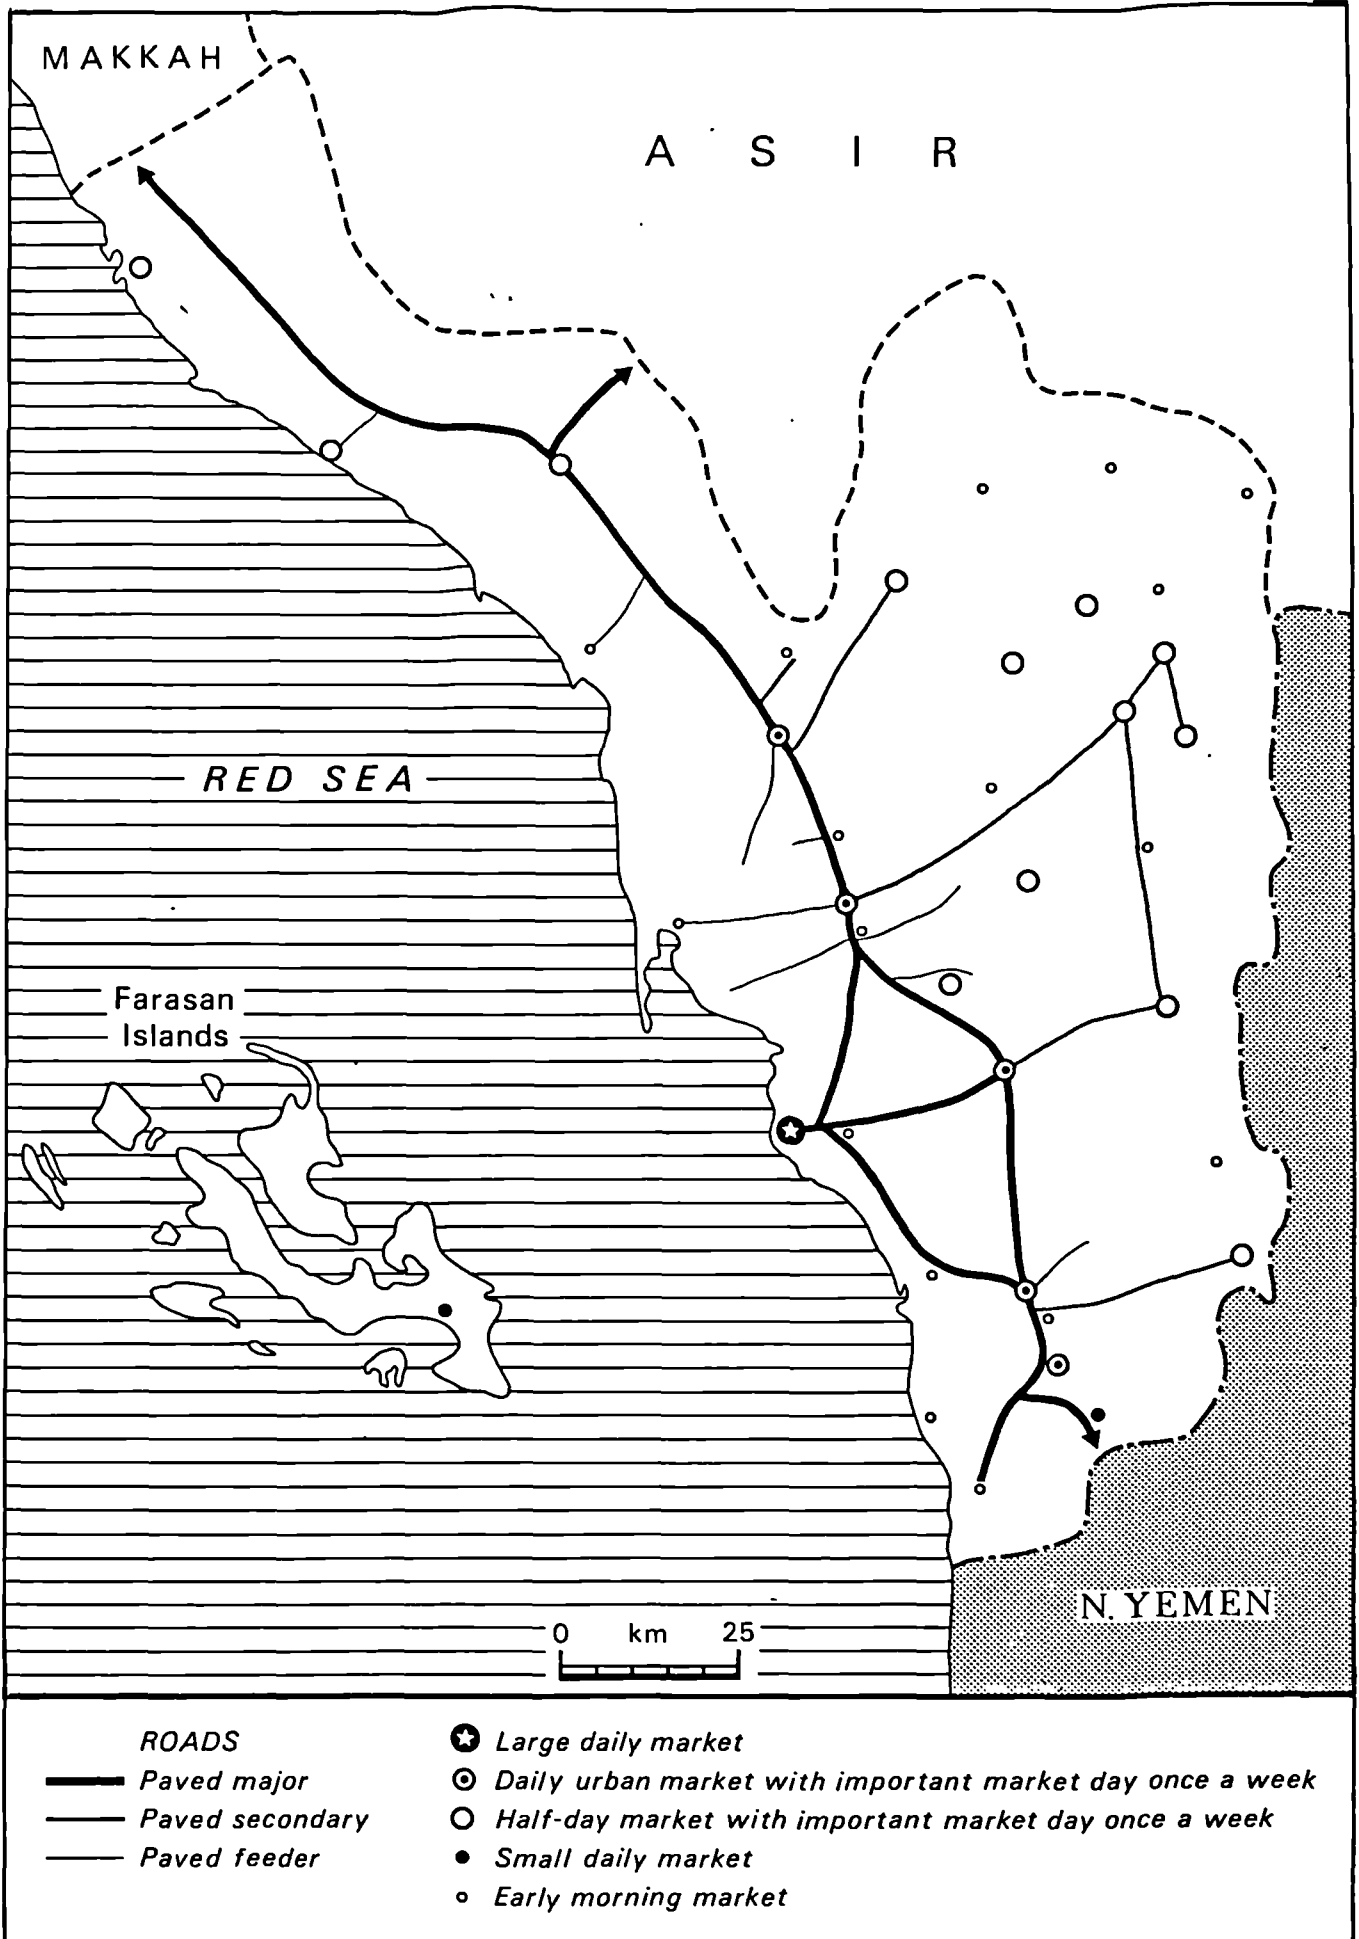 MAKKAH
A S I R
RED SEA
Farasan
Islands
N. YEMEN
0 km 25
ROADS
Paved major
Paved secondary
Paved feeder
Large daily market
Daily urban market with important market day once a week
Half-day market with important market day once a week
Small daily market
Early morning market